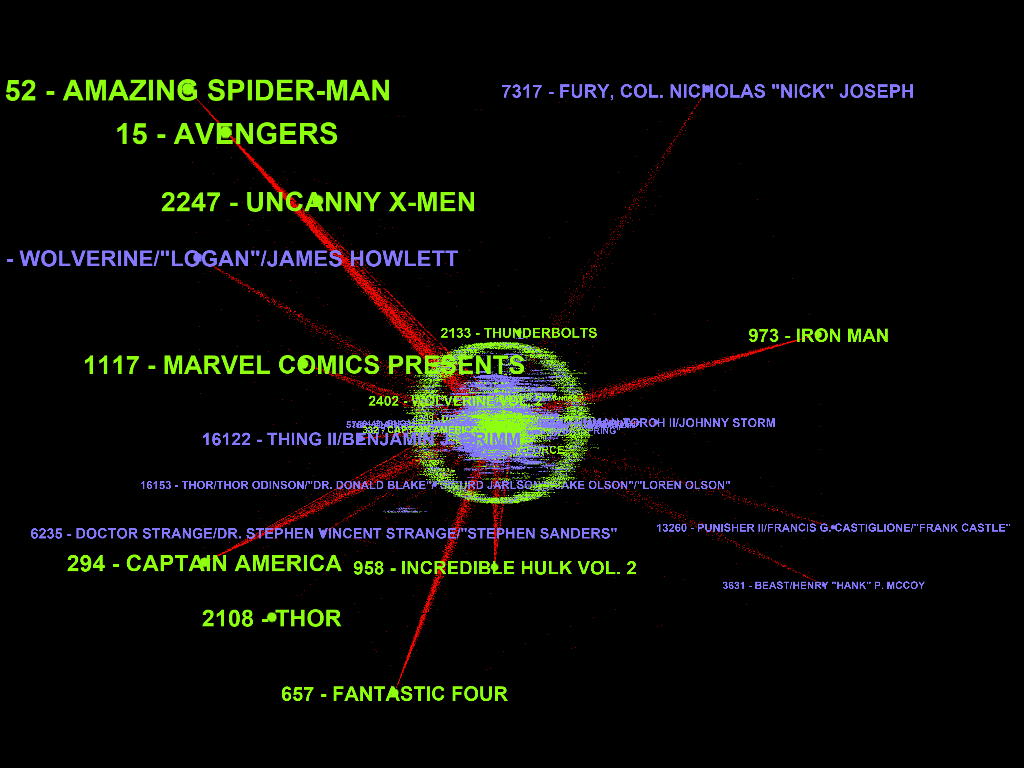 52 - AMAZING SPIDER-MAN
7317 - FURY, COL. NICHOLAS "NICK" JOSEPH
15 - AVENGERS
2247 - UNCANNY X-MEN
- WOLVERINE/"LOGAN"/JAMES HOWLETT
2133 - THUNDERBOLTS
973 - IRON MAN
1117 - MARVEL COMICS PRESENTS
2402 - WOLVERINE VOL. 2
CAPTAIN AMERICA
II/JOHNNY STORM
16122 - THING II/BENJAMIN J. GRIMM
16153 - THOR/THOR ODINSON/"DR. DONALD BLAKE"/"SIGURD JARLSON"/"JAKE OLSON"/"LOREN OLSON"
6235 - DOCTOR STRANGE/DR. STEPHEN VINCENT STRANGE/"STEPHEN SANDERS"
13260 - PUNISHER II/FRANCIS G. CASTIGLIONE/"FRANK CASTLE"
294 - CAPTAIN AMERICA
958 - INCREDIBLE HULK VOL. 2
3631 - BEAST/HENRY "HANK" P. MCCOY
2108 - THOR
657 - FANTASTIC FOUR